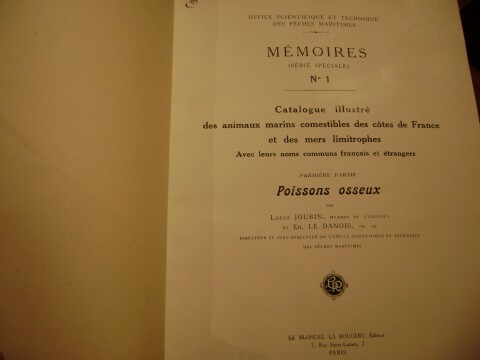 OFFICE SCIENTIFIQUE ET TECHNIQUE
DES PÊCHES MARITIMES
MÉMOIRES
(SÉRIE SPÉCIALE)
N° 1
Catalogue illustré
des animaux marins comestibles des côtes de France
et des mers limitrophes
Avec leurs noms communs français et étrangers
PREMIÈRE PARTIE
Poissons osseux
PAR
Louis JOUBIN, MEMBRE DE L'INSTITUT
ET ED. LE DANOIS, DR. SC.
DIRECTEUR ET SOUS-DIRECTEUR DE L'OFFICE SCIENTIFIQUE ET TECHNIQUE
DES PÊCHES MARITIMES
Ed. BLONDEL LA ROUGERY, Éditeur
7, Rue Saint-Lazare, 7
PARIS